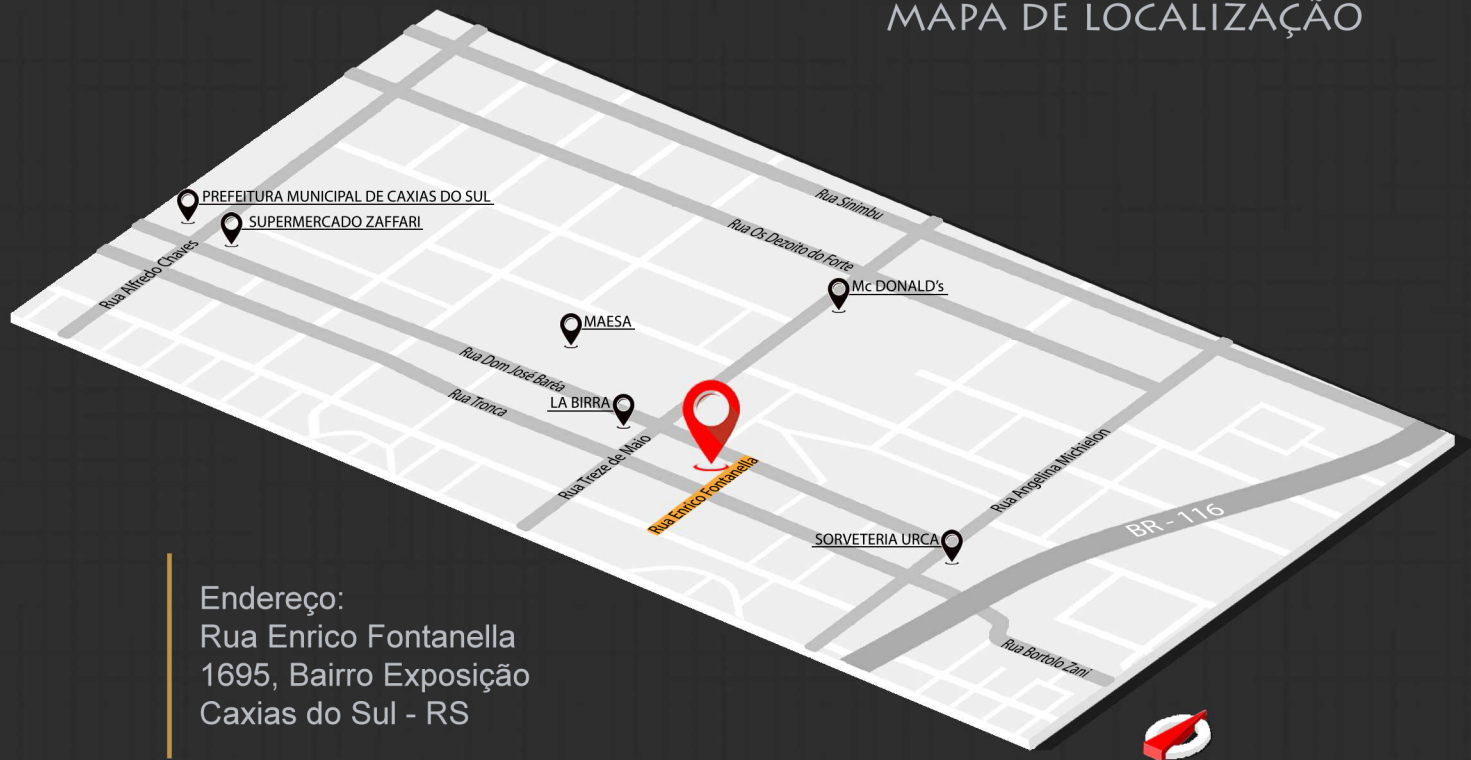 MAPA DE LOCALIZAÇÃO
PREFEITURA MUNICIPAL DE CAXIAS DO SUL
SUPERMERCADO ZAFFARI
Rua Alfredo Chaves
Rua Sinimbu
Rua Os Dezoito do Forte
Mc DONALD's
MAESA
Rua Dom José Baréa
Rua Tronca
LA BIRRA
Rua Treze de Maio
Rua Enrico Fontanella
Rua Angelina Michielon
BR - 116
SORVETERIA URCA
Rua Bortolo Zani
Endereço:
Rua Enrico Fontanella
1695, Bairro Exposição
Caxias do Sul - RS